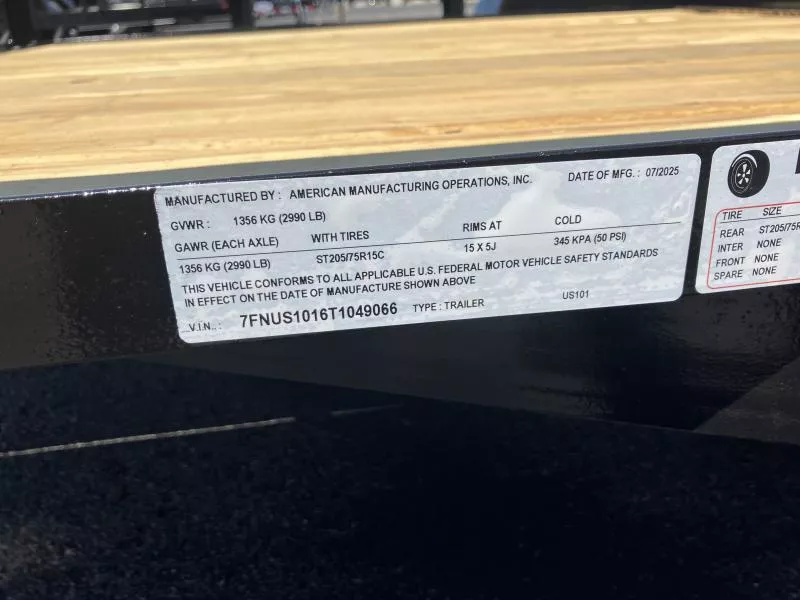 MANUFACTURED BY : AMERICAN MANUFACTURING OPERATIONS, INC. DATE OF MFG. : 07/2025
GVWR : 1356 KG (2990 LB)
GAWR (EACH AXLE) WITH TIRES RIMS AT COLD
1356 KG (2990 LB) ST205/75R15C 15 X 5J 345 KPA (50 PSI)
THIS VEHICLE CONFORMS TO ALL APPLICABLE U.S. FEDERAL MOTOR VEHICLE SAFETY STANDARDS
IN EFFECT ON THE DATE OF MANUFACTURE SHOWN ABOVE
V.I.N. : 7FNUS1016T1049066 TYPE : TRAILER US101
TIRE SIZE
REAR ST205/75R
INTER NONE
FRONT NONE
SPARE NONE